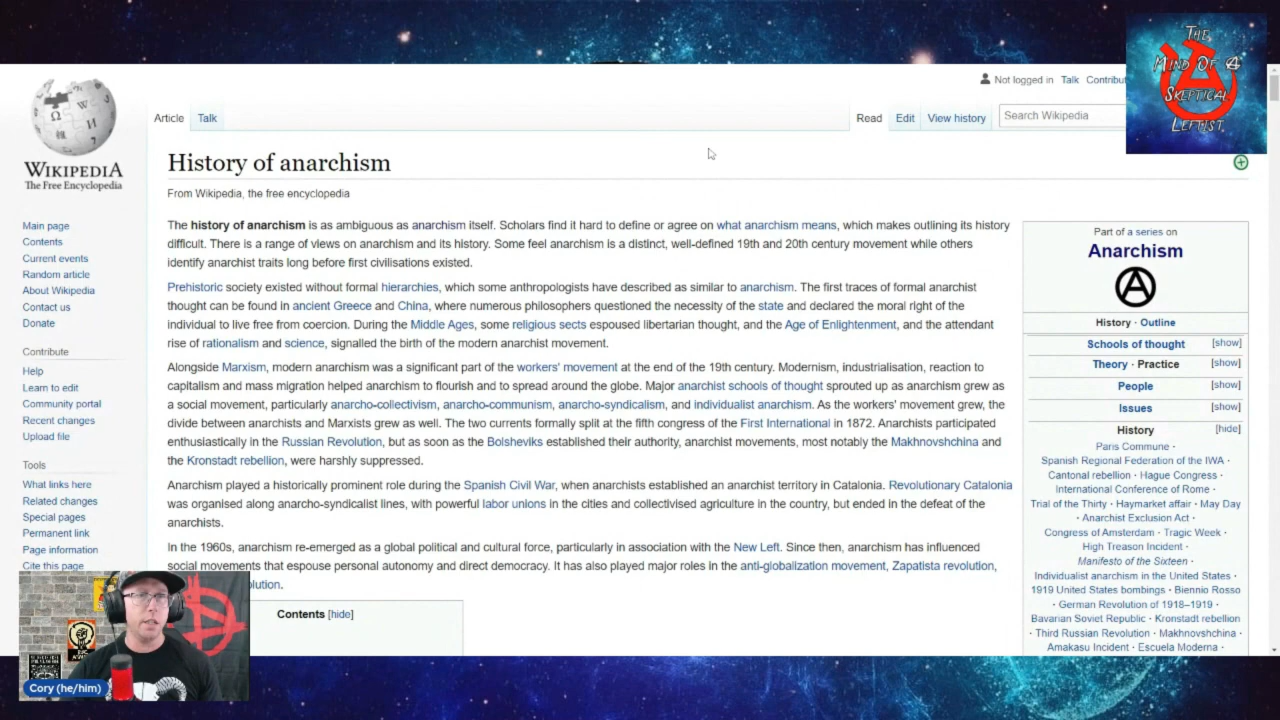 THE
MIND OF A
SKEPTICAL
LEFTIST
Not logged in Talk
Article Talk Read Edit View history Search Wikipedia
WIKIPEDIA
The Free Encyclopedia
History of anarchism
From Wikipedia, the free encyclopedia
Main page
Contents
Current events
Random article
About Wikipedia
Contact us
Donate
Contribute
Help
Learn to edit
Community portal
Recent changes
Upload file
Tools
What links here
Related changes
Special pages
Permanent link
Page information
Cite this page
The history of anarchism is as ambiguous as anarchism itself. Scholars find it hard to define or agree on what anarchism means, which makes outlining its history
difficult. There is a range of views on anarchism and its history. Some feel anarchism is a distinct, well-defined 19th and 20th century movement while others
identify anarchist traits long before first civilisations existed.
Prehistoric society existed without formal hierarchies, which some anthropologists have described as similar to anarchism. The first traces of formal anarchist
thought can be found in ancient Greece and China, where numerous philosophers questioned the necessity of the state and declared the moral right of the
individual to live free from coercion. During the Middle Ages, some religious sects espoused libertarian thought, and the Age of Enlightenment, and the attendant
rise of rationalism and science, signalled the birth of the modern anarchist movement.
Alongside Marxism, modern anarchism was a significant part of the workers' movement at the end of the 19th century. Modernism, industrialisation, reaction to
capitalism and mass migration helped anarchism to flourish and to spread around the globe. Major anarchist schools of thought sprouted up as anarchism grew as
a social movement, particularly anarcho-collectivism, anarcho-communism, anarcho-syndicalism, and individualist anarchism. As the workers' movement grew, the
divide between anarchists and Marxists grew as well. The two currents formally split at the fifth congress of the First International in 1872. Anarchists participated
enthusiastically in the Russian Revolution, but as soon as the Bolsheviks established their authority, anarchist movements, most notably the Makhnovshchina and
the Kronstadt rebellion, were harshly suppressed.
Anarchism played a historically prominent role during the Spanish Civil War, when anarchists established an anarchist territory in Catalonia. Revolutionary Catalonia
was organised along anarcho-syndicalist lines, with powerful labor unions in the cities and collectivised agriculture in the country, but ended in the defeat of the
anarchists.
In the 1960s, anarchism re-emerged as a global political and cultural force, particularly in association with the New Left. Since then, anarchism has influenced
social movements that espouse personal autonomy and direct democracy. It has also played major roles in the anti-globalization movement, Zapatista revolution,
Contents [hide]
Part of a series on
Anarchism
History · Outline
Schools of thought [show]
Theory · Practice [show]
People [show]
Issues [show]
History [hide]
Paris Commune ·
Spanish Regional Federation of the IWA ·
Cantonal rebellion · Hague Congress ·
International Conference of Rome ·
Trial of the Thirty · Haymarket affair · May Day
· Anarchist Exclusion Act ·
Congress of Amsterdam · Tragic Week ·
High Treason Incident ·
Manifesto of the Sixteen ·
Individualist anarchism in the United States ·
1919 United States bombings · Biennio Rosso
· German Revolution of 1918–1919 ·
Bavarian Soviet Republic · Kronstadt rebellion
· Third Russian Revolution · Makhnovshchina ·
Amakasu Incident · Escuela Moderna ·
Cory (he/him)